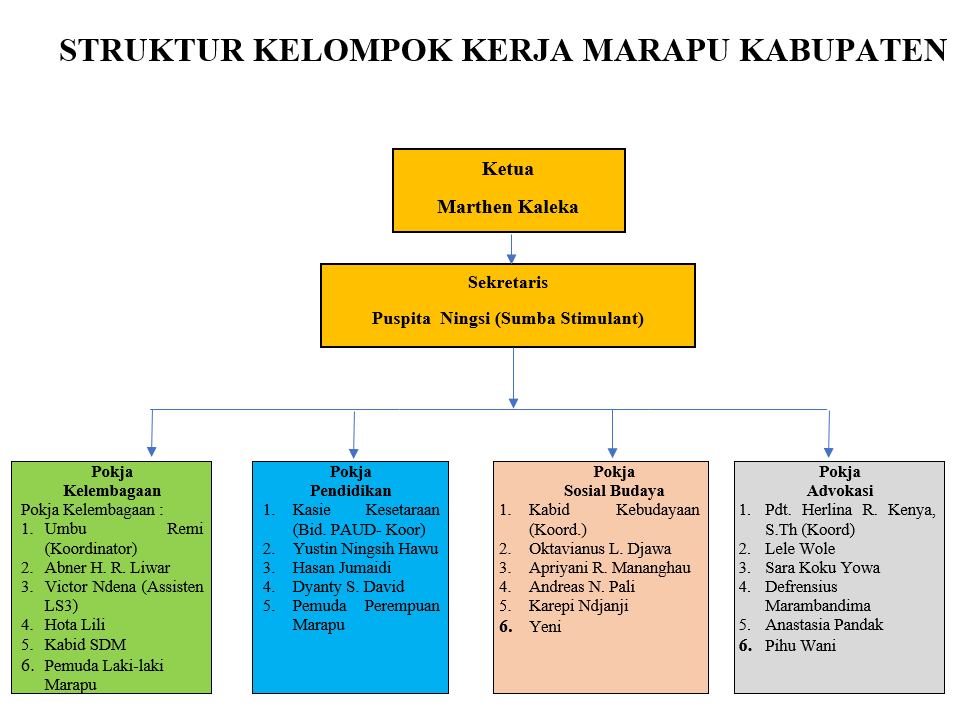 STRUKTUR KELOMPOK KERJA MARAPU KABUPATEN
Ketua
Marthen Kaleka
Sekretaris
Puspita Ningsi (Sumba Stimulant)
Pokja
Kelembagaan
Pokja Kelembagaan :
1. Umbu Remi
(Koordinator)
2. Abner H. R. Liwar
3. Victor Ndena (Assisten
LS3)
4. Hota Lili
5. Kabid SDM
6. Pemuda Laki-laki
Marapu
Pokja
Pendidikan
1. Kasie Kesetaraan
(Bid. PAUD- Koor)
2. Yustin Ningsih Hawu
3. Hasan Jumaidi
4. Dyanty S. David
5. Pemuda Perempuan
Marapu
Pokja
Sosial Budaya
1. Kabid Kebudayaan
(Koord.)
2. Oktavianus L. Djawa
3. Apriyani R. Mananghau
4. Andreas N. Pali
5. Karepi Ndjanji
6. Yeni
Pokja
Advokasi
1. Pdt. Herlina R. Kenya,
S.Th (Koord)
2. Lele Wole
3. Sara Koku Yowa
4. Defrensius
Marambandima
5. Anastasia Pandak
6. Pihu Wani